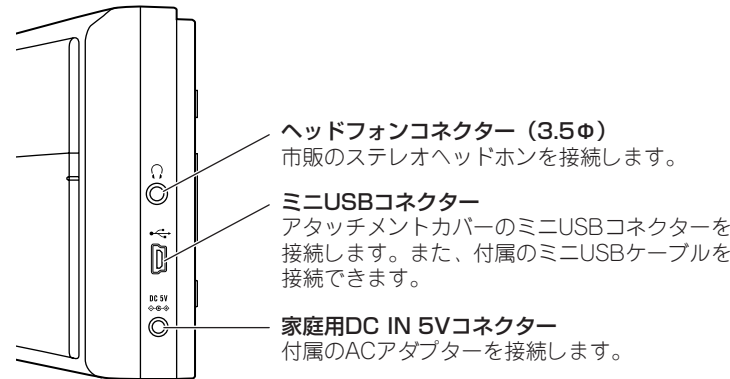 ヘッドフォンコネクター（3.5Φ）
市販のステレオヘッドホンを接続します。
ミニUSBコネクター
アタッチメントカバーのミニUSBコネクターを
接続します。また、付属のミニUSBケーブルを
接続できます。
DC 5V
家庭用DC IN 5Vコネクター
付属のACアダプターを接続します。